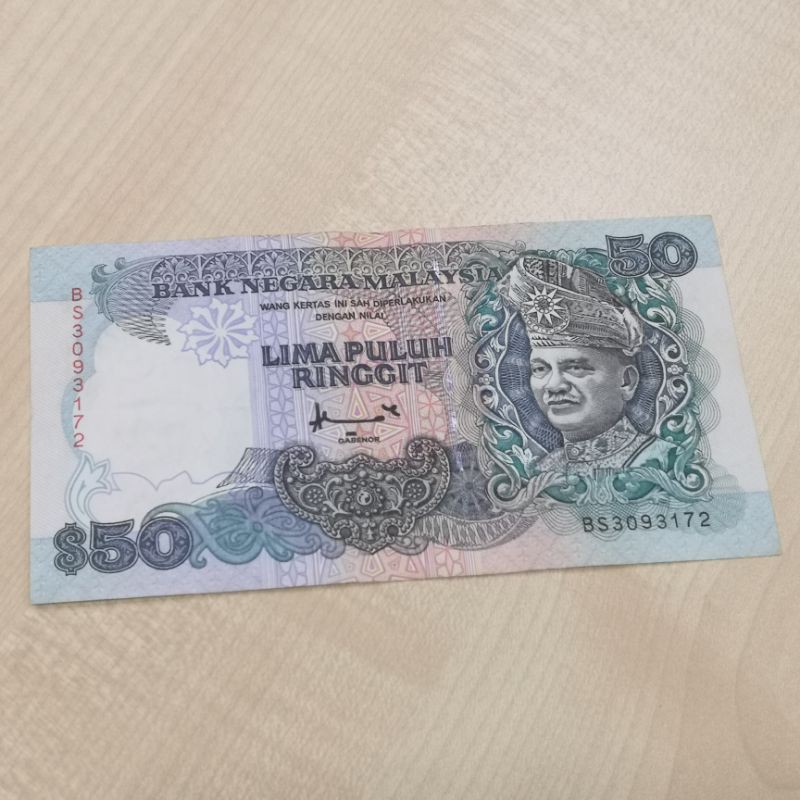 50
BANK NEGARA MALAYSIA
WANG KERTAS INI SAH DIPERLAKUKAN
DENGAN NILAI
LIMA PULUH
RINGGIT
GABENOR
BS3093172
$50
BS3093172